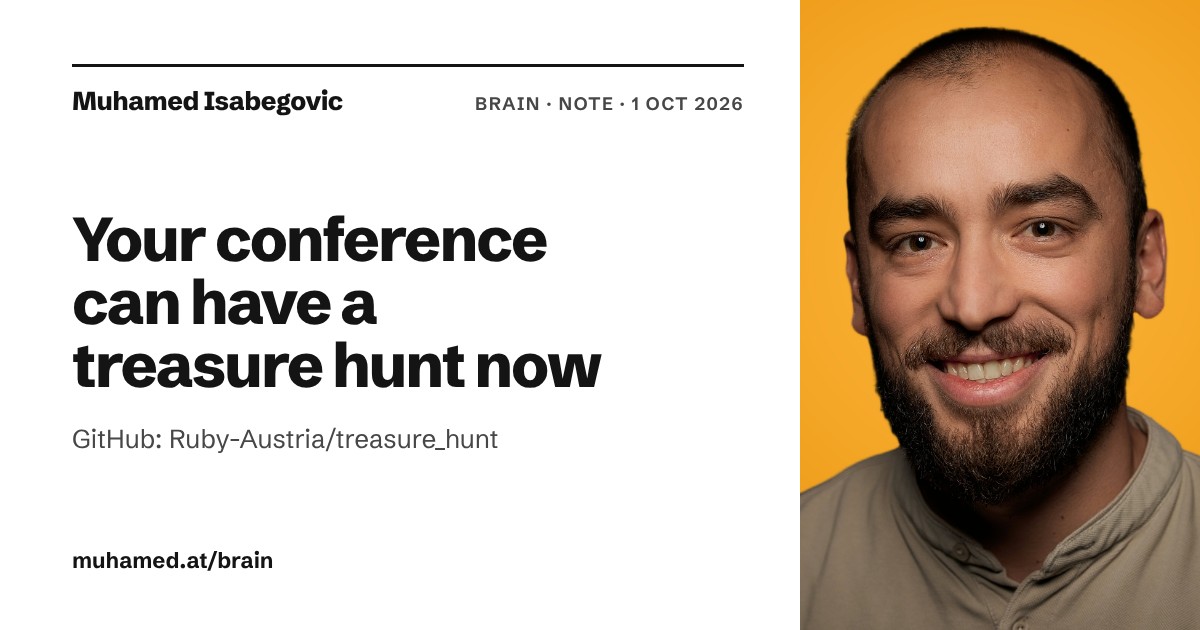 Muhamed Isabegovic
BRAIN · NOTE · 1 OCT 2026
Your conference
can have a
treasure hunt now
GitHub: Ruby-Austria/treasure_hunt
muhamed.at/brain